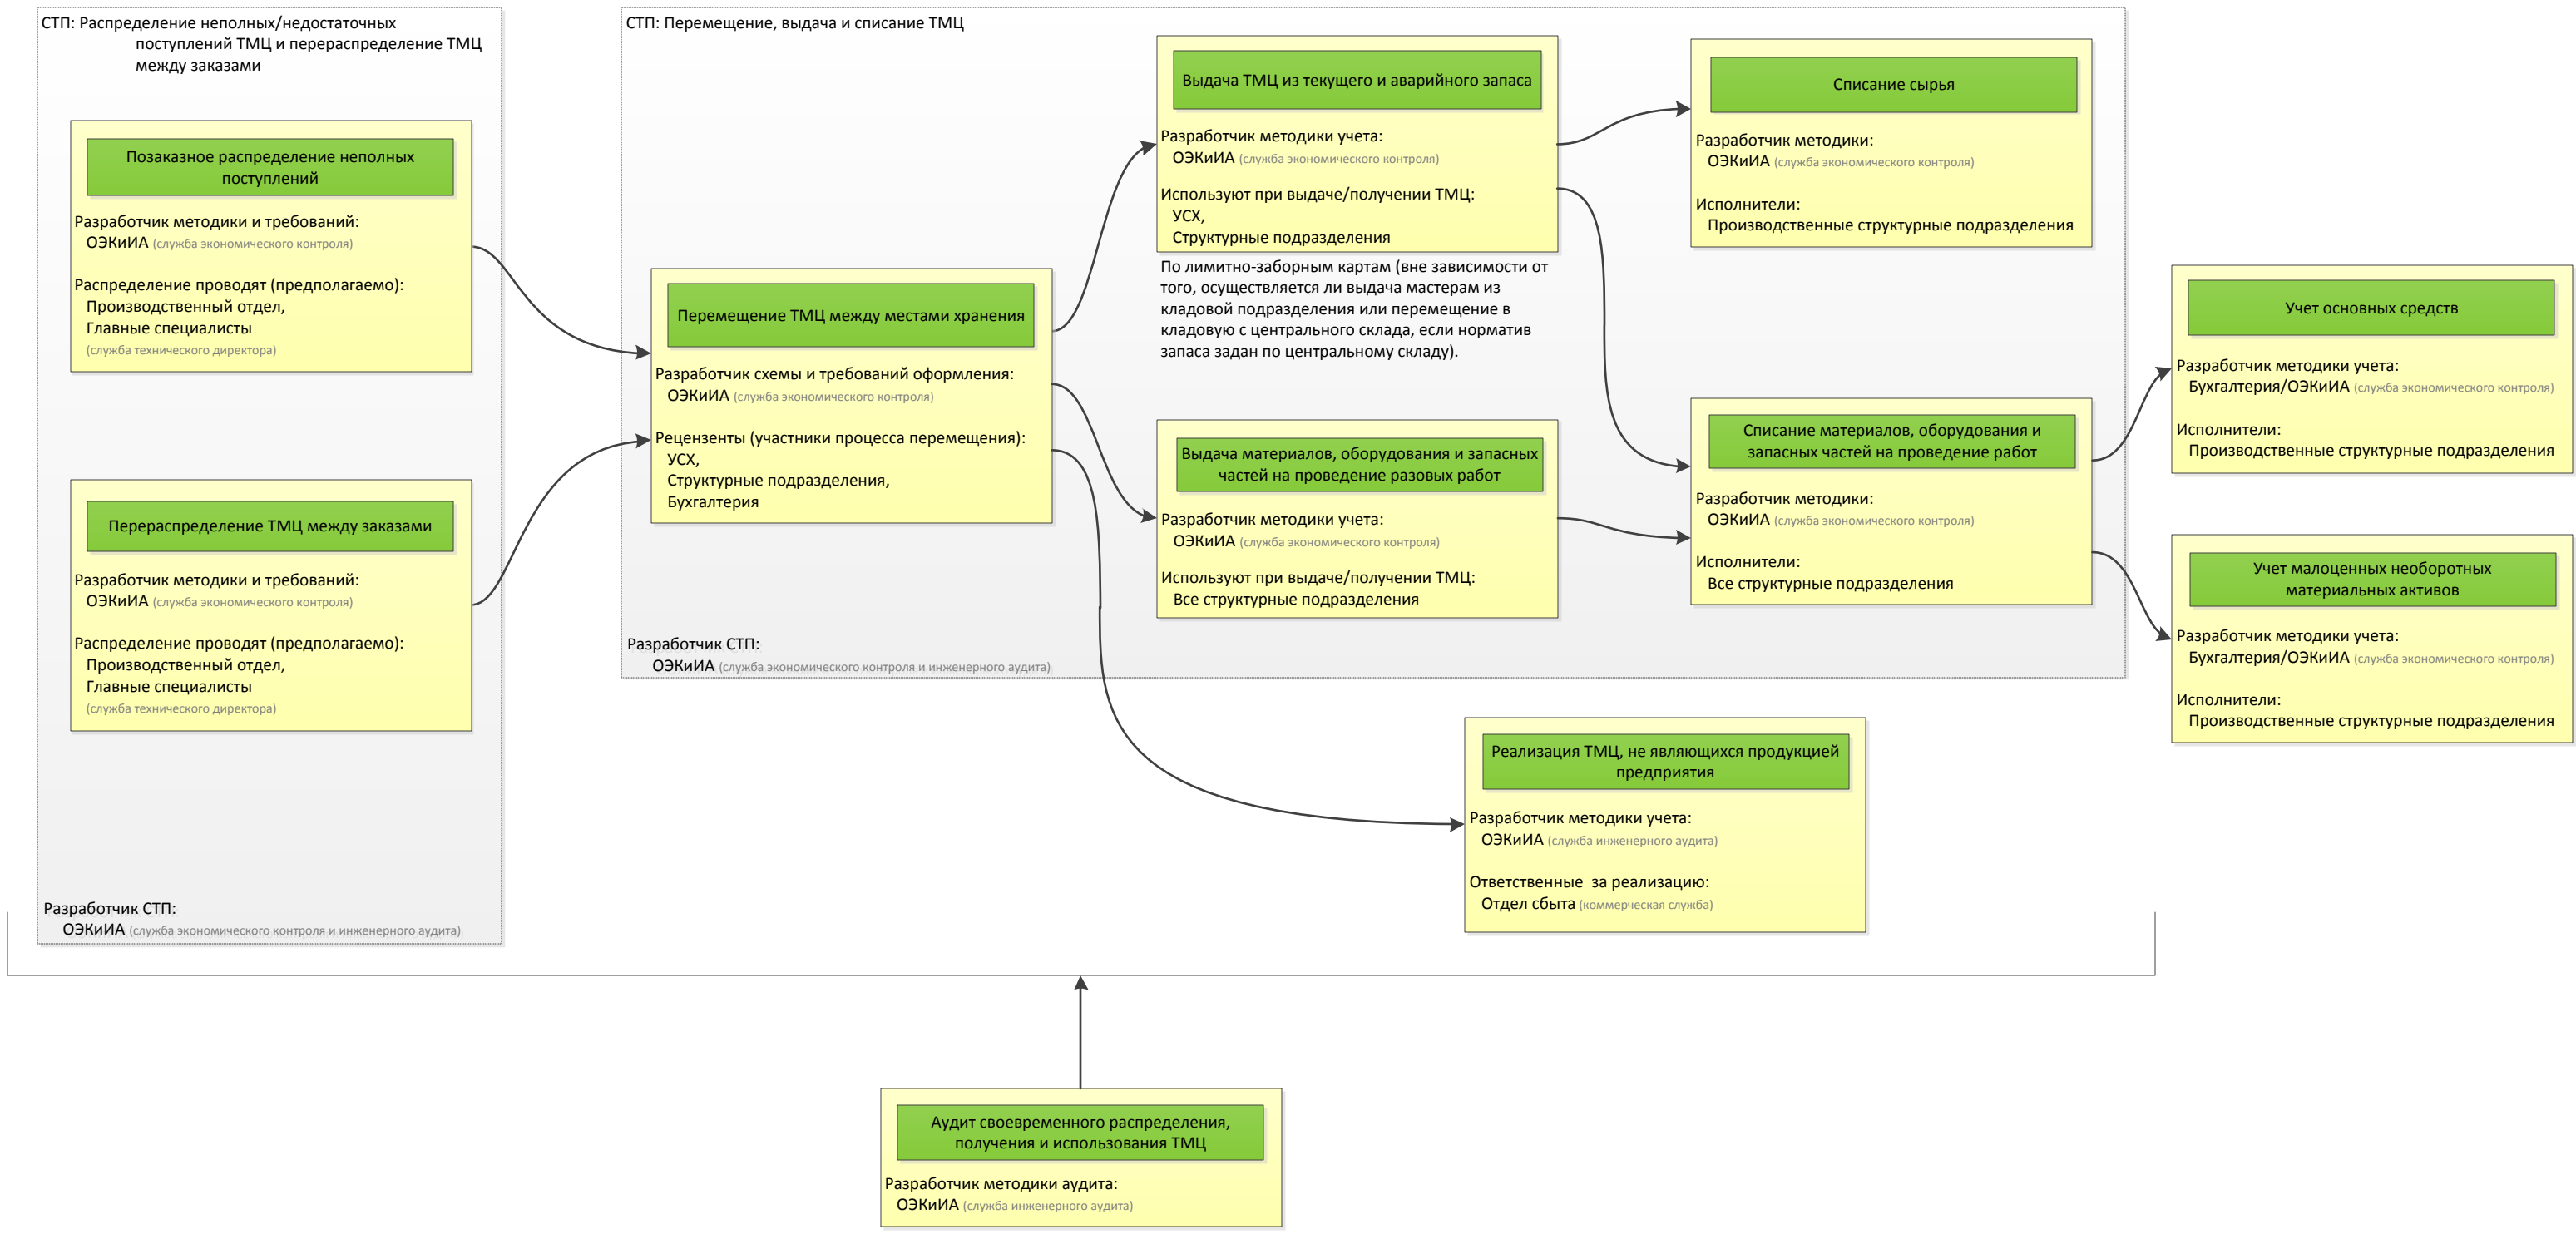 СТП: Распределение неполных/недостаточных
поступлений ТМЦ и перераспределение ТМЦ
между заказами
Позаказное распределение неполных
поступлений
Разработчик методики и требований:
ОЭКиИА (служба экономического контроля)
Распределение проводят (предполагаемо):
Производственный отдел,
Главные специалисты
(служба технического директора)
Перераспределение ТМЦ между заказами
Разработчик методики и требований:
ОЭКиИА (служба экономического контроля)
Распределение проводят (предполагаемо):
Производственный отдел,
Главные специалисты
(служба технического директора)
Разработчик СТП:
ОЭКиИА (служба экономического контроля и инженерного аудита)
СТП: Перемещение, выдача и списание ТМЦ
Перемещение ТМЦ между местами хранения
Разработчик схемы и требований оформления:
ОЭКиИА (служба экономического контроля)
Рецензенты (участники процесса перемещения):
УСХ,
Структурные подразделения,
Бухгалтерия
Разработчик СТП:
ОЭКиИА (служба экономического контроля и инженерного аудита)
Выдача ТМЦ из текущего и аварийного запаса
Разработчик методики учета:
ОЭКиИА (служба экономического контроля)
Используют при выдаче/получении ТМЦ:
УСХ,
Структурные подразделения
По лимитно-заборным картам (вне зависимости от
того, осуществляется ли выдача мастерам из
кладовой подразделения или перемещение в
кладовую с центрального склада, если норматив
запаса задан по центральному складу).
Выдача материалов, оборудования и запасных
частей на проведение разовых работ
Разработчик методики учета:
ОЭКиИА (служба экономического контроля)
Используют при выдаче/получении ТМЦ:
Все структурные подразделения
Списание сырья
Разработчик методики:
ОЭКиИА (служба экономического контроля)
Исполнители:
Производственные структурные подразделения
Списание материалов, оборудования и
запасных частей на проведение работ
Разработчик методики:
ОЭКиИА (служба экономического контроля)
Исполнители:
Все структурные подразделения
Учет основных средств
Разработчик методики учета:
Бухгалтерия/ОЭКиИА (служба экономического контроля)
Исполнители:
Производственные структурные подразделения
Учет малоценных необоротных
материальных активов
Разработчик методики учета:
Бухгалтерия/ОЭКиИА (служба экономического контроля)
Исполнители:
Производственные структурные подразделения
Реализация ТМЦ, не являющихся продукцией
предприятия
Разработчик методики учета:
ОЭКиИА (служба инженерного аудита)
Ответственные за реализацию:
Отдел сбыта (коммерческая служба)
Аудит своевременного распределения,
получения и использования ТМЦ
Разработчик методики аудита:
ОЭКиИА (служба инженерного аудита)